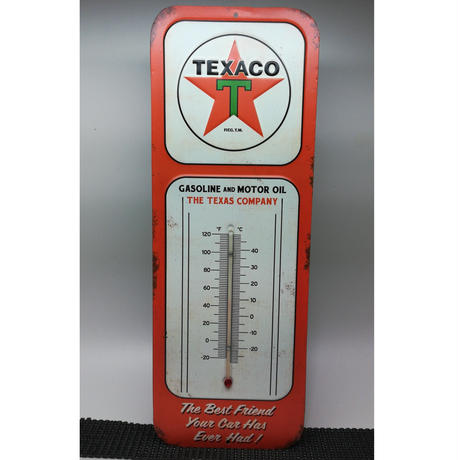 TEXACO
T
REG. T.M.
GASOLINE AND MOTOR OIL
THE TEXAS COMPANY
°F °C
120
100 40
80 30
60 20
40 10
20 0
0 10
-20 -20
The Best Friend
Your Car Has
Ever Had!